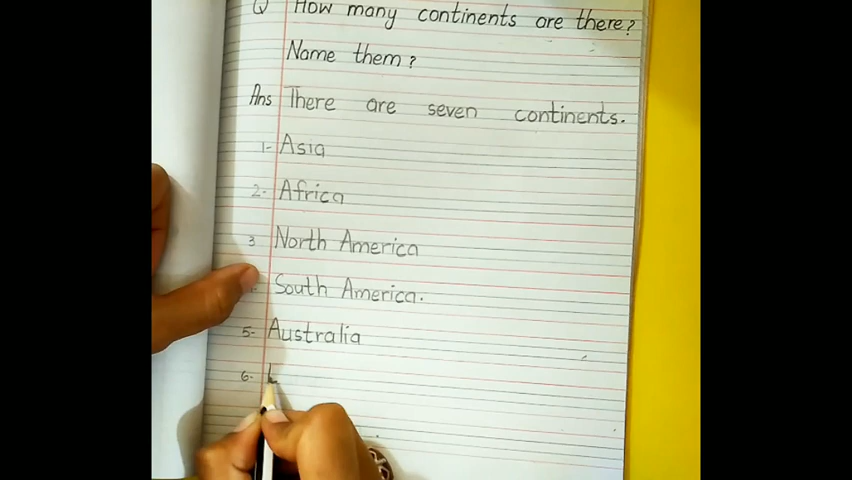 Q How many continents are there?
Name them?
Ans There are seven continents.
1- Asia
2- Africa
3 North America
South America.
5- Australia
6-